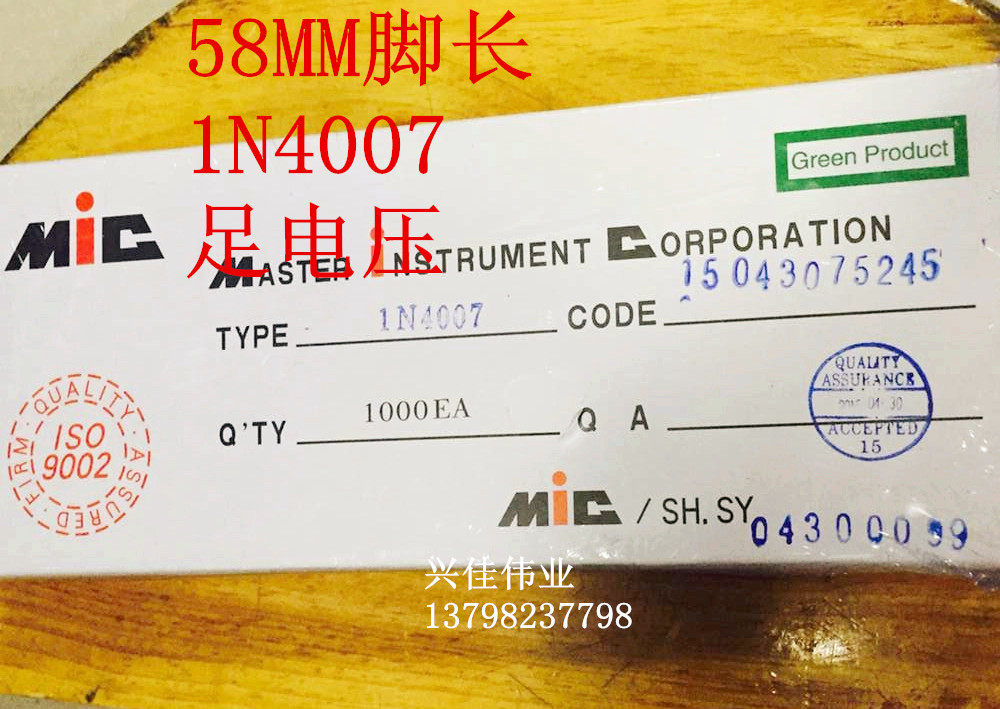 58MM脚长
1N4007
足电压
Green Product
MiC
MASTER INSTRUMENT CORPORATION
TYPE 1N4007 CODE 15043075245
QUALITY ASSURANCE
04 30
ACCEPTED
15
Q'TY 1000EA Q A
FIRM QUALITY ASSURED
ISO
9002
MiC / SH. SY 04300099
兴佳伟业
13798237798